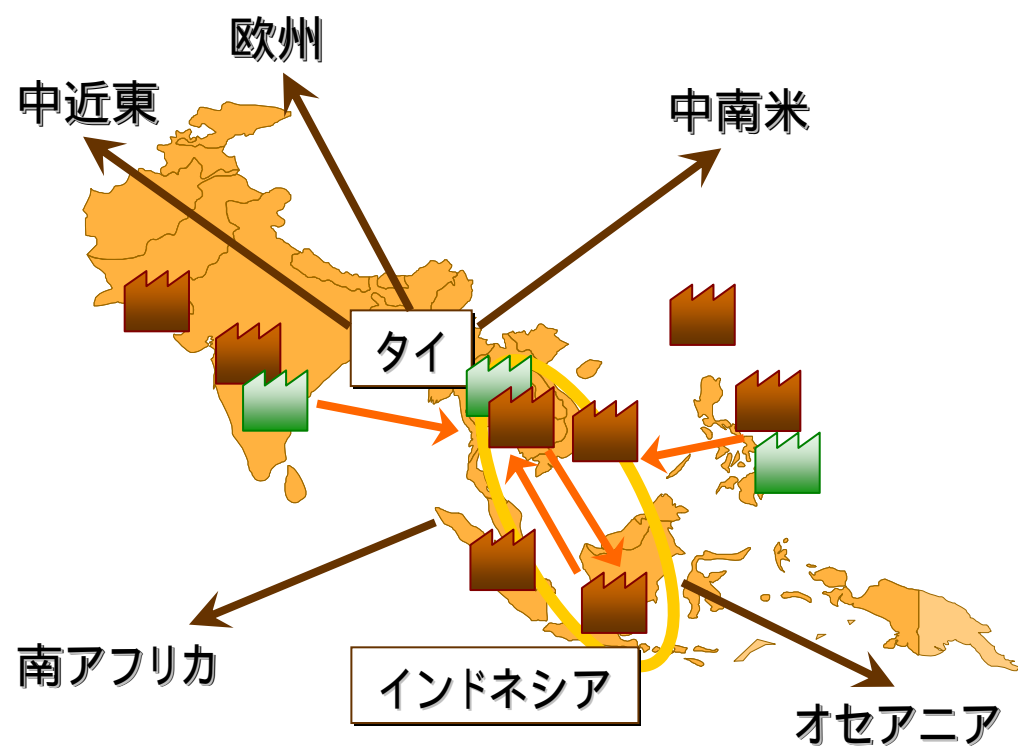 欧州
中近東
中南米
タイ
南アフリカ
インドネシア
オセアニア